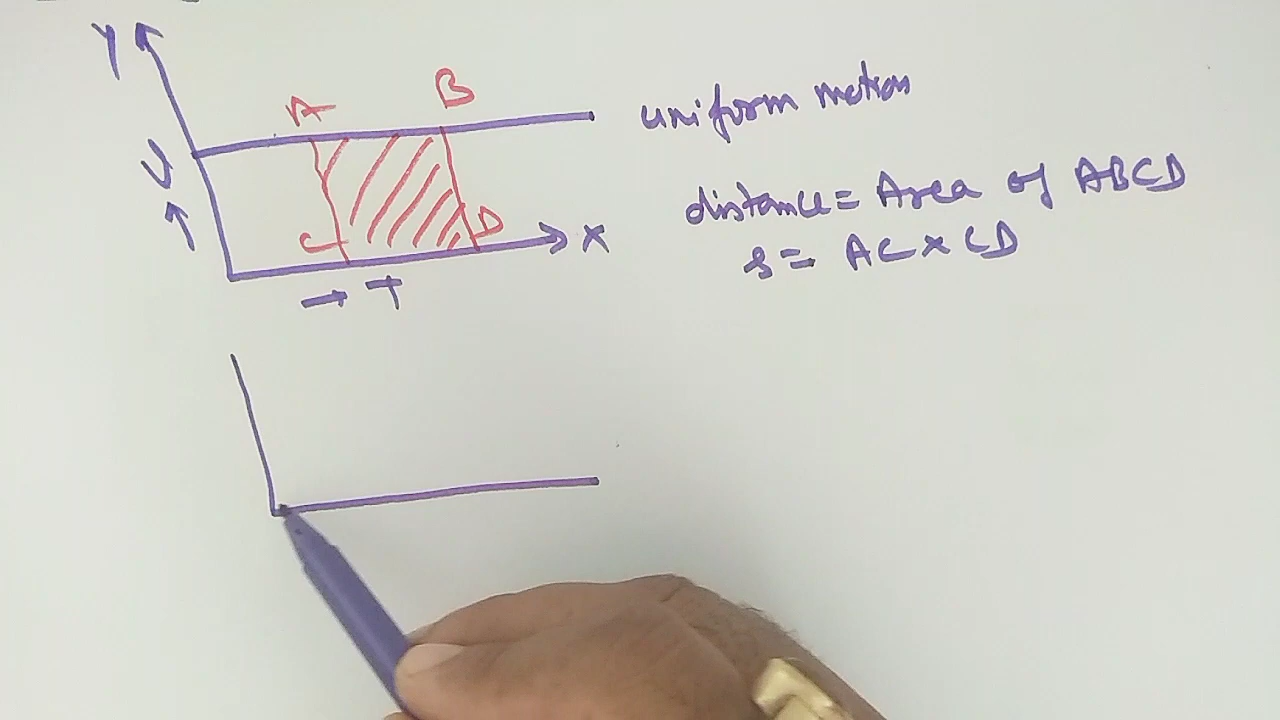 Y
A
B
uniform motion
V
C
D
X
T
distance = Area of ABCD
s = AC x CD